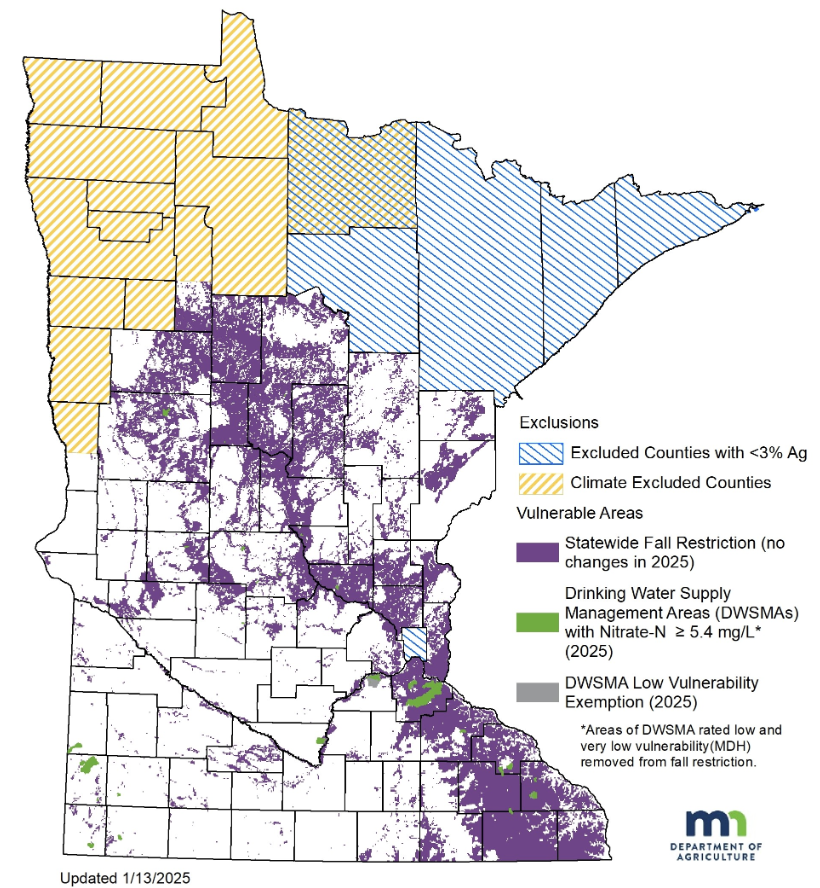 Exclusions
Excluded Counties with <3% Ag
Climate Excluded Counties
Vulnerable Areas
Statewide Fall Restriction (no
changes in 2025)
Drinking Water Supply
Management Areas (DWSMAs)
with Nitrate-N ≥ 5.4 mg/L*
(2025)
DWSMA Low Vulnerability
Exemption (2025)
*Areas of DWSMA rated low and
very low vulnerability(MDH)
removed from fall restriction.
mn
DEPARTMENT OF
AGRICULTURE
Updated 1/13/2025